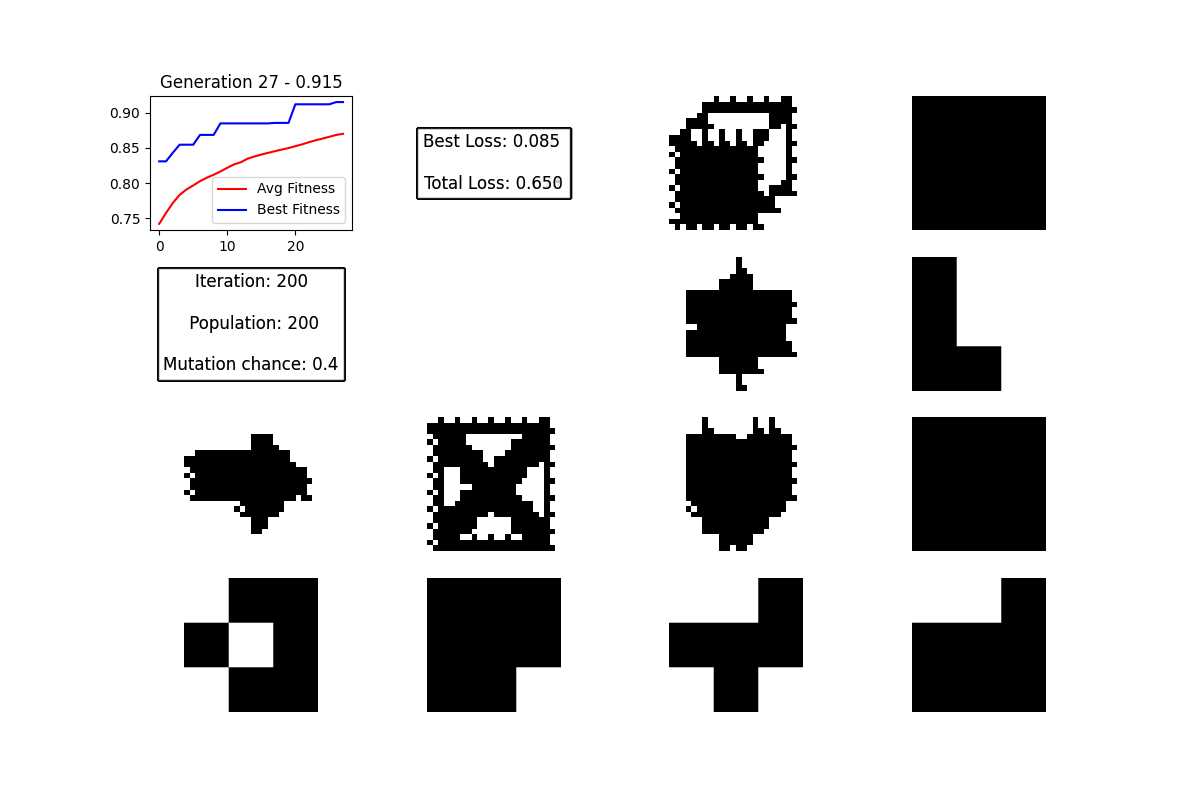 Generation 27 - 0.915
0.90
0.85
0.80
0.75
0 10 20
Avg Fitness
Best Fitness
Best Loss: 0.085
Total Loss: 0.650
Iteration: 200
Population: 200
Mutation chance: 0.4